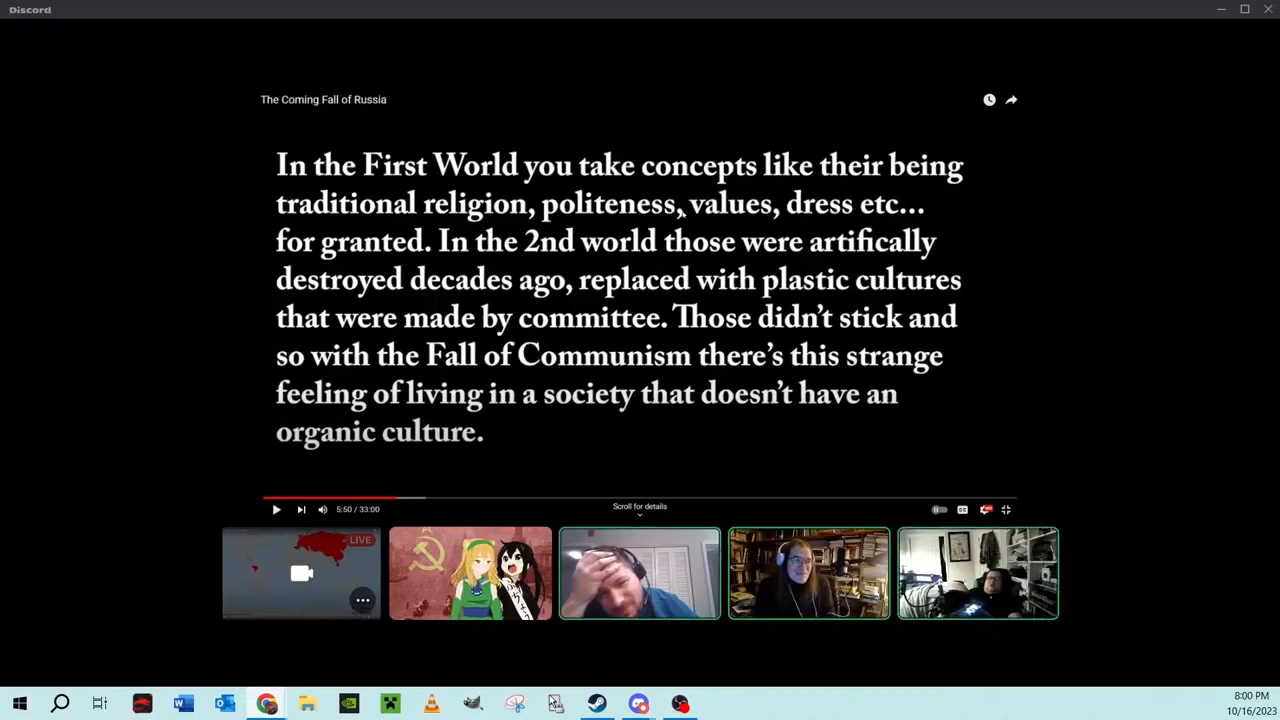 Discord
The Coming Fall of Russia
In the First World you take concepts like their being
traditional religion, politeness, values, dress etc...
for granted. In the 2nd world those were artifically
destroyed decades ago, replaced with plastic cultures
that were made by committee. Those didn't stick and
so with the Fall of Communism there's this strange
feeling of living in a society that doesn't have an
organic culture.
5:50 / 33:00
Scroll for details
CC
LIVE
8:00 PM
10/16/2023